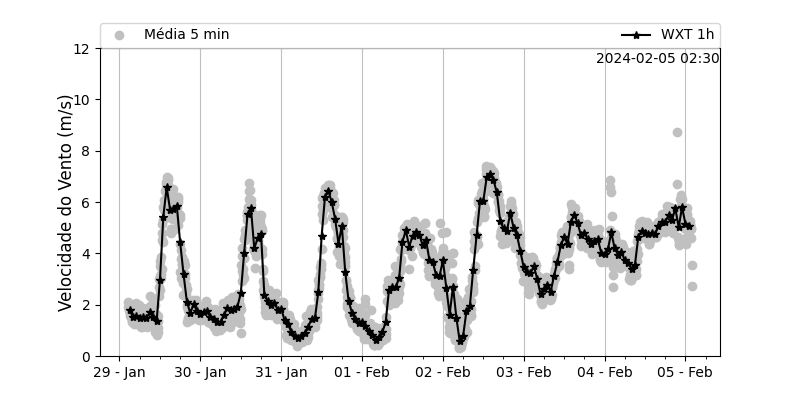 Média 5 min
WXT 1h
2024-02-05 02:30
Velocidade do Vento (m/s)
12
10
8
6
4
2
0
29 - Jan
30 - Jan
31 - Jan
01 - Feb
02 - Feb
03 - Feb
04 - Feb
05 - Feb